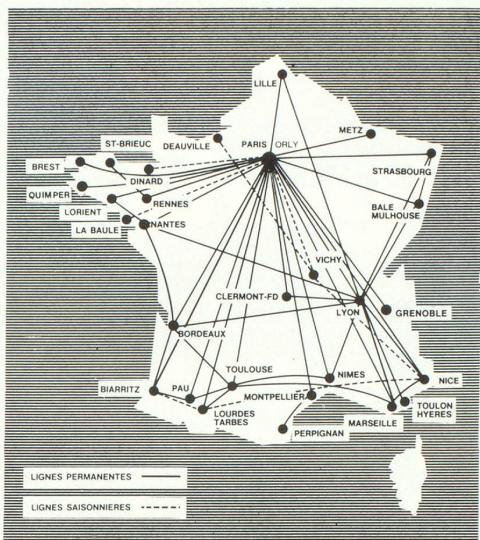 LILLE
METZ
ST-BRIEUC
DEAUVILLE
PARIS ORLY
BREST
STRASBOURG
DINARD
QUIMPER
RENNES
LORIENT
BALE
MULHOUSE
LA BAULE
NANTES
VICHY
CLERMONT-FD
LYON
GRENOBLE
BORDEAUX
TOULOUSE
NIMES
NICE
BIARRITZ
PAU
MONTPELLIER
LOURDES
TARBES
TOULON
HYERES
MARSEILLE
PERPIGNAN
LIGNES PERMANENTES
LIGNES SAISONNIERES